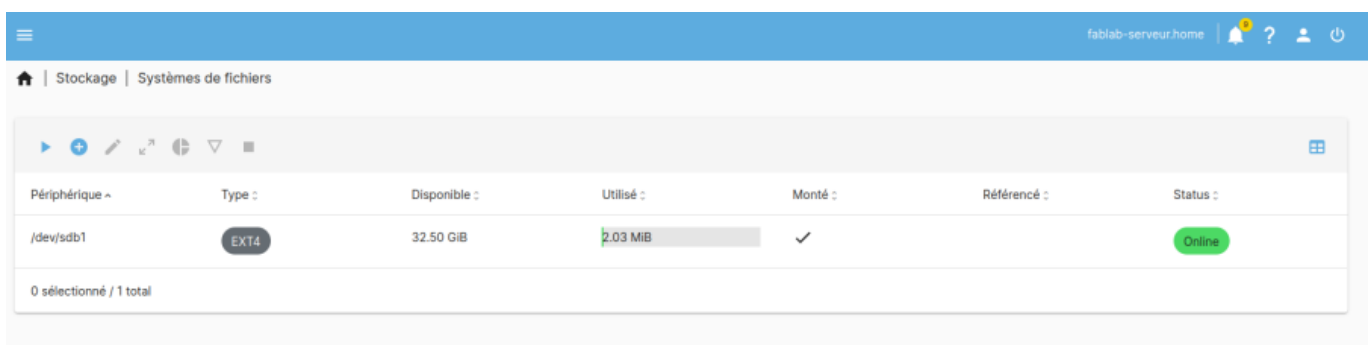 fablab-serveur.home
Stockage | Systèmes de fichiers
Périphérique Type Disponible Utilisé Monté Référencé Status
/dev/sdb1 EXT4 32.50 GiB 2.03 MiB Online
0 sélectionné / 1 total